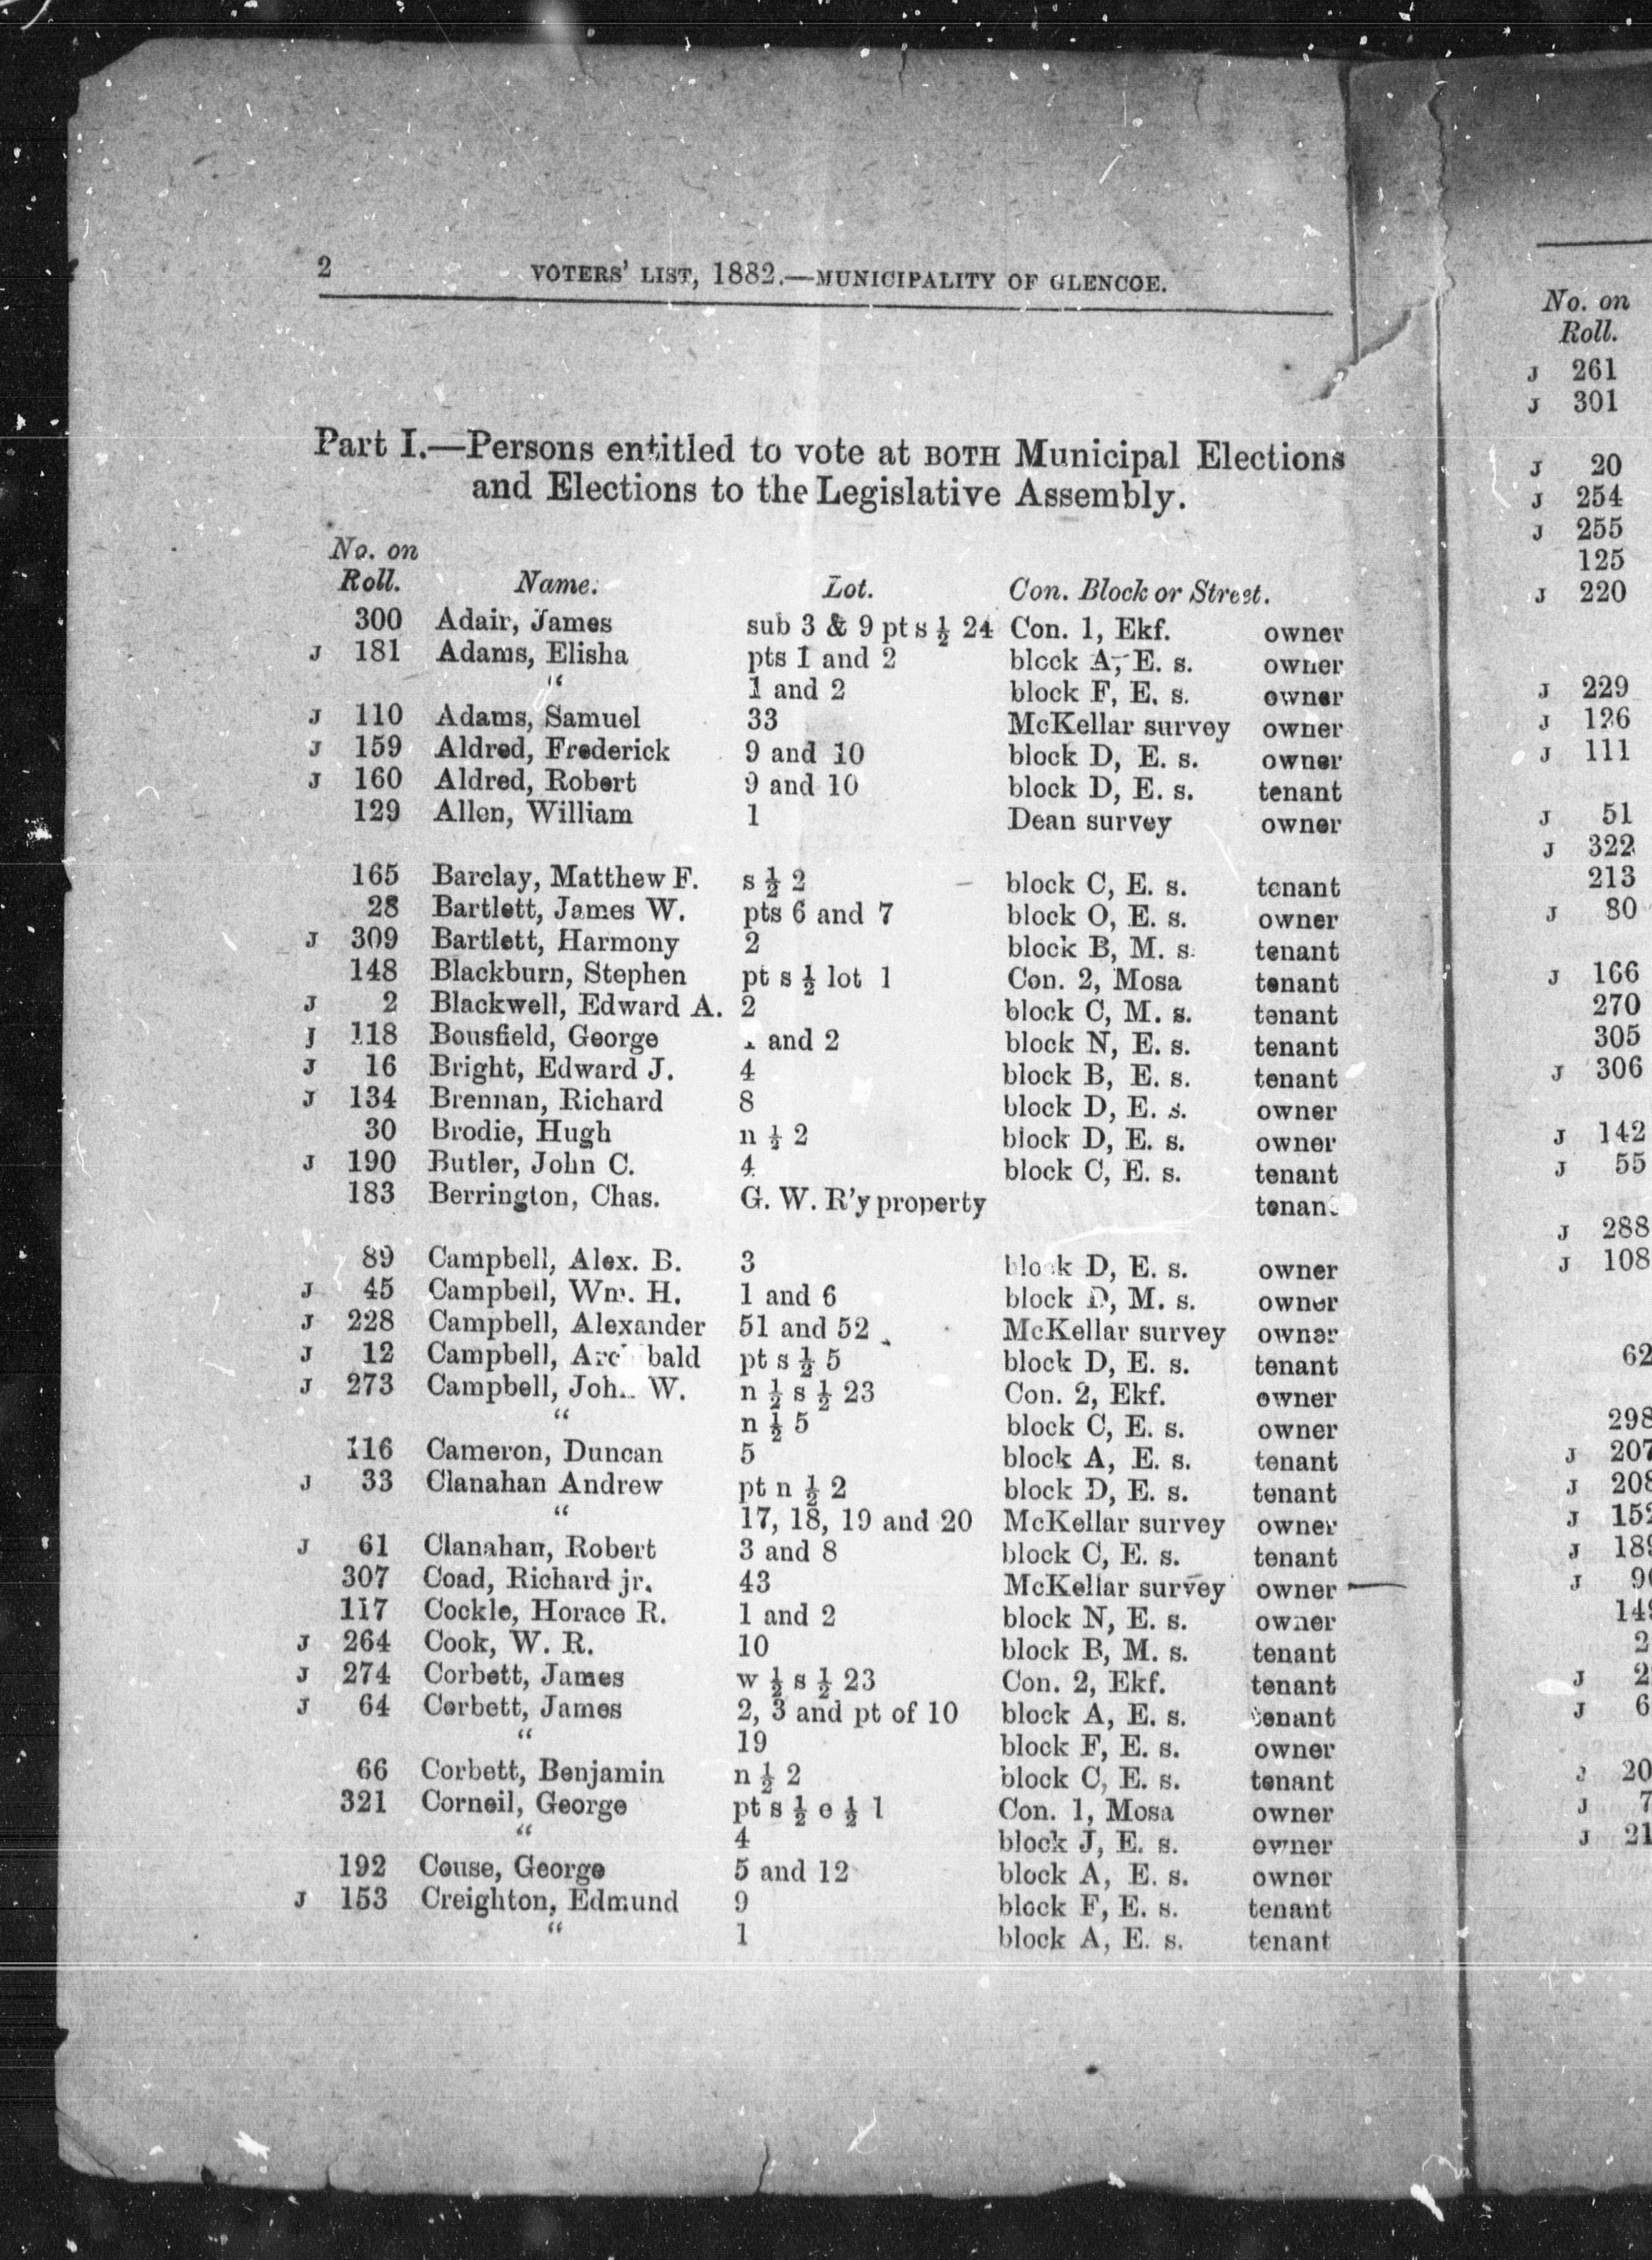 2 VOTERS' LIST, 1882.—MUNICIPALITY OF GLENCOE.
Part I.—Persons entitled to vote at BOTH Municipal Elections
and Elections to the Legislative Assembly.
No. on
Roll. Name. Lot. Con. Block or Street.
300 Adair, James sub 3 & 9 pt s ½ 24 Con. 1, Ekf. owner
J 181 Adams, Elisha pts 1 and 2 block A, E. s. owner
“ 1 and 2 block F, E. s. owner
J 110 Adams, Samuel 33 McKellar survey owner
J 159 Aldred, Frederick 9 and 10 block D, E. s. owner
J 160 Aldred, Robert 9 and 10 block D, E. s. tenant
129 Allen, William 1 Dean survey owner
165 Barclay, Matthew F. s ½ 2 block C, E. s. tenant
28 Bartlett, James W. pts 6 and 7 block O, E. s. owner
J 309 Bartlett, Harmony 2 block B, M. s. tenant
148 Blackburn, Stephen pt s ½ lot 1 Con. 2, Mosa tenant
J 2 Blackwell, Edward A. 2 block C, M. s. tenant
J 118 Bousfield, George and 2 block N, E. s. tenant
J 16 Bright, Edward J. 4 block B, E. s. tenant
J 134 Brennan, Richard 8 block D, E. s. owner
30 Brodie, Hugh n ½ 2 block D, E. s. owner
J 190 Butler, John C. 4 block C, E. s. tenant
183 Berrington, Chas. G. W. R'y property tenant
89 Campbell, Alex. B. 3 block D, E. s. owner
J 45 Campbell, Wm. H. 1 and 6 block D, M. s. owner
J 228 Campbell, Alexander 51 and 52 McKellar survey owner
J 12 Campbell, Archibald pt s ½ 5 block D, E. s. tenant
J 273 Campbell, John W. n ½ s ½ 23 Con. 2, Ekf. owner
“ n ½ 5 block C, E. s. owner
116 Cameron, Duncan 5 block A, E. s. tenant
J 33 Clanahan Andrew pt n ½ 2 block D, E. s. tenant
“ 17, 18, 19 and 20 McKellar survey owner
J 61 Clanahan, Robert 3 and 8 block C, E. s. tenant
307 Coad, Richard jr. 43 McKellar survey owner
117 Cockle, Horace R. 1 and 2 block N, E. s. owner
J 264 Cook, W. R. 10 block B, M. s. tenant
J 274 Corbett, James w ½ s ½ 23 Con. 2, Ekf. tenant
J 64 Corbett, James 2, 3 and pt of 10 block A, E. s. tenant
“ 19 block F, E. s. owner
66 Corbett, Benjamin n ½ 2 block C, E. s. tenant
321 Corneil, George pt s ½ e ½ 1 Con. 1, Mosa owner
“ 4 block J, E. s. owner
192 Couse, George 5 and 12 block A, E. s. owner
J 153 Creighton, Edmund 9 block F, E. s. tenant
“ 1 block A, E. s. tenant
No. on
Roll.
J 261
J 301
J 20
J 254
J 255
125
J 220
J 229
J 126
J 111
J 51
J 322
213
J 80
J 166
270
305
J 306
J 142
J 55
J 288
J 108
62
298
J 207
J 208
J 152
J
J
J
J
J
J
J
J